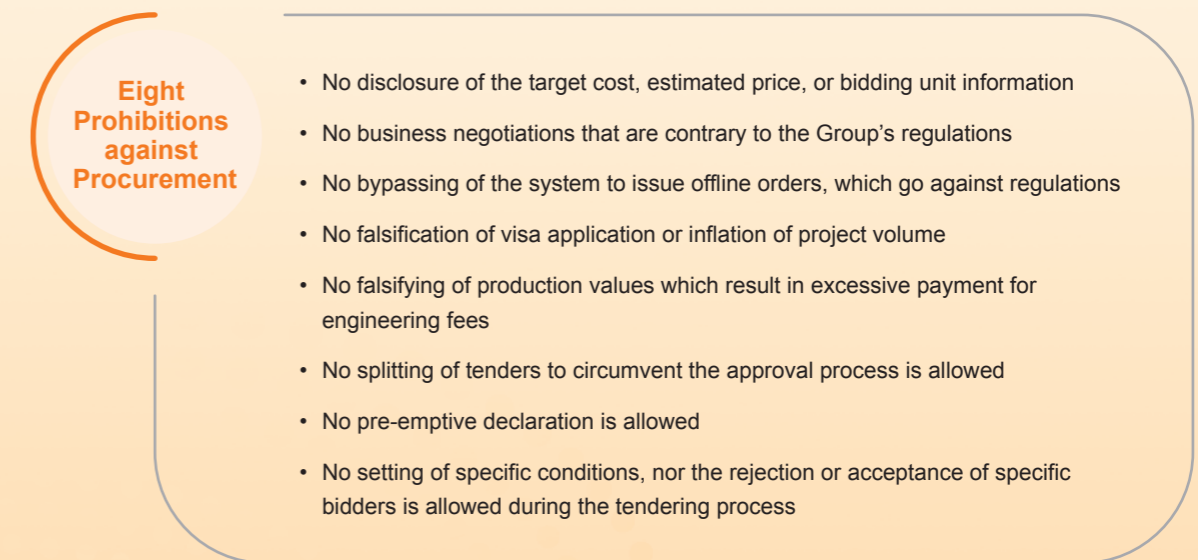 Eight
Prohibitions
against
Procurement
• No disclosure of the target cost, estimated price, or bidding unit information
• No business negotiations that are contrary to the Group's regulations
• No bypassing of the system to issue offline orders, which go against regulations
• No falsification of visa application or inflation of project volume
• No falsifying of production values which result in excessive payment for
engineering fees
• No splitting of tenders to circumvent the approval process is allowed
• No pre-emptive declaration is allowed
• No setting of specific conditions, nor the rejection or acceptance of specific
bidders is allowed during the tendering process